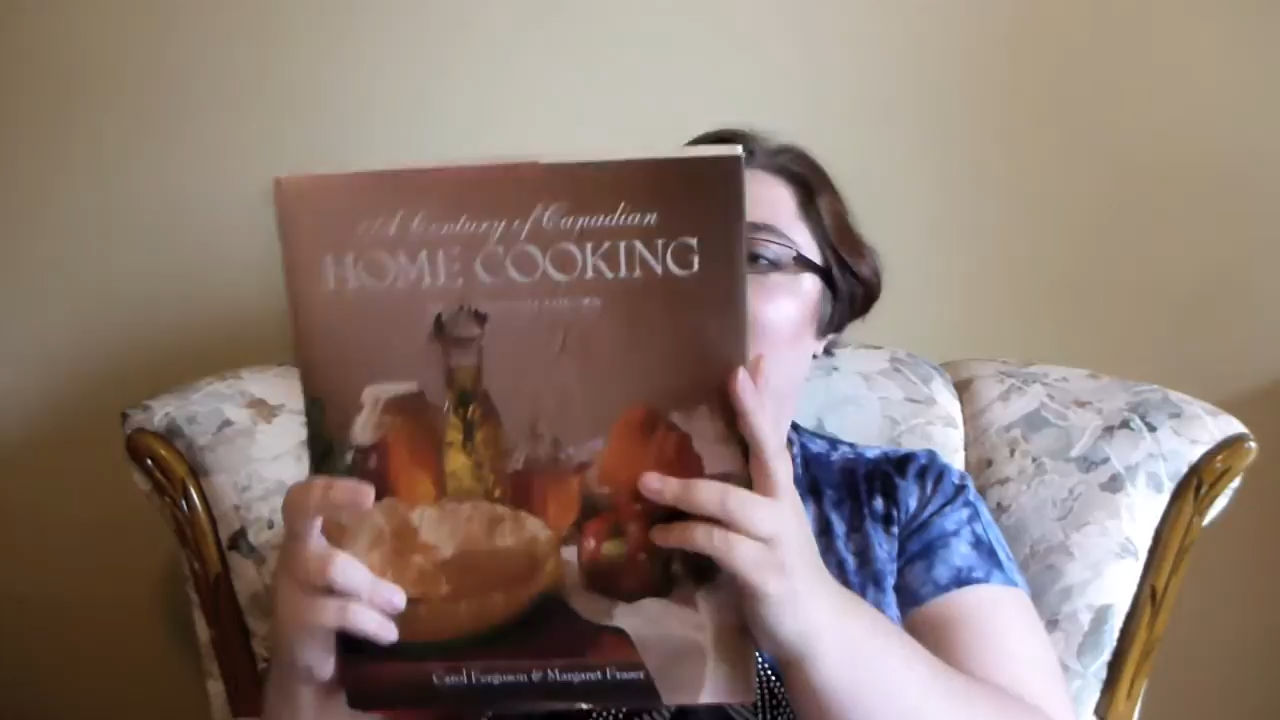 A Century of Canadian
HOME COOKING
Carol Ferguson & Margaret Fraser